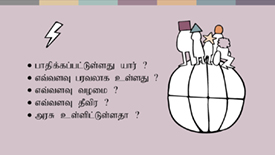 • பாதிக்கப்பட்டுள்ளது யார் ?
• எவ்வளவு பரவலாக உள்ளது ?
• எவ்வளவு வழமை ?
• எவ்வளவு தீவிர ?
• அரசு உள்ளிட்டுள்ளதா ?